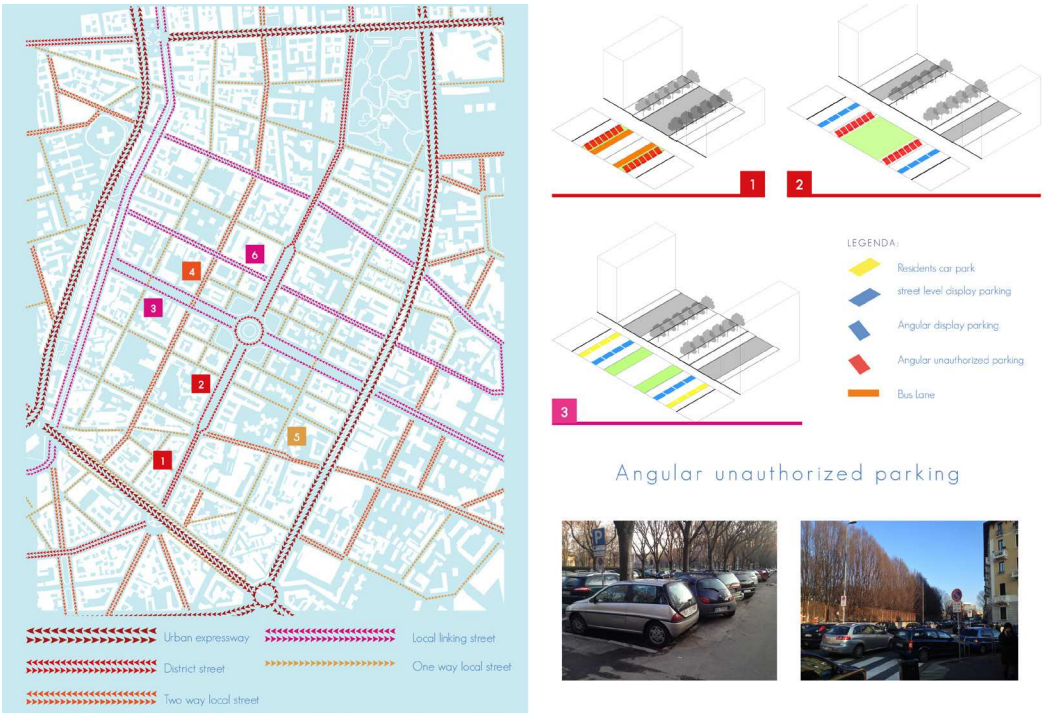 6
4
3
2
5
1
Urban expressway
Local linking street
District street
One way local street
Two way local street
1
2
3
LEGENDA:
Residents car park
street level display parking
Angular display parking
Angular unauthorized parking
Bus Lane
Angular unauthorized parking
P